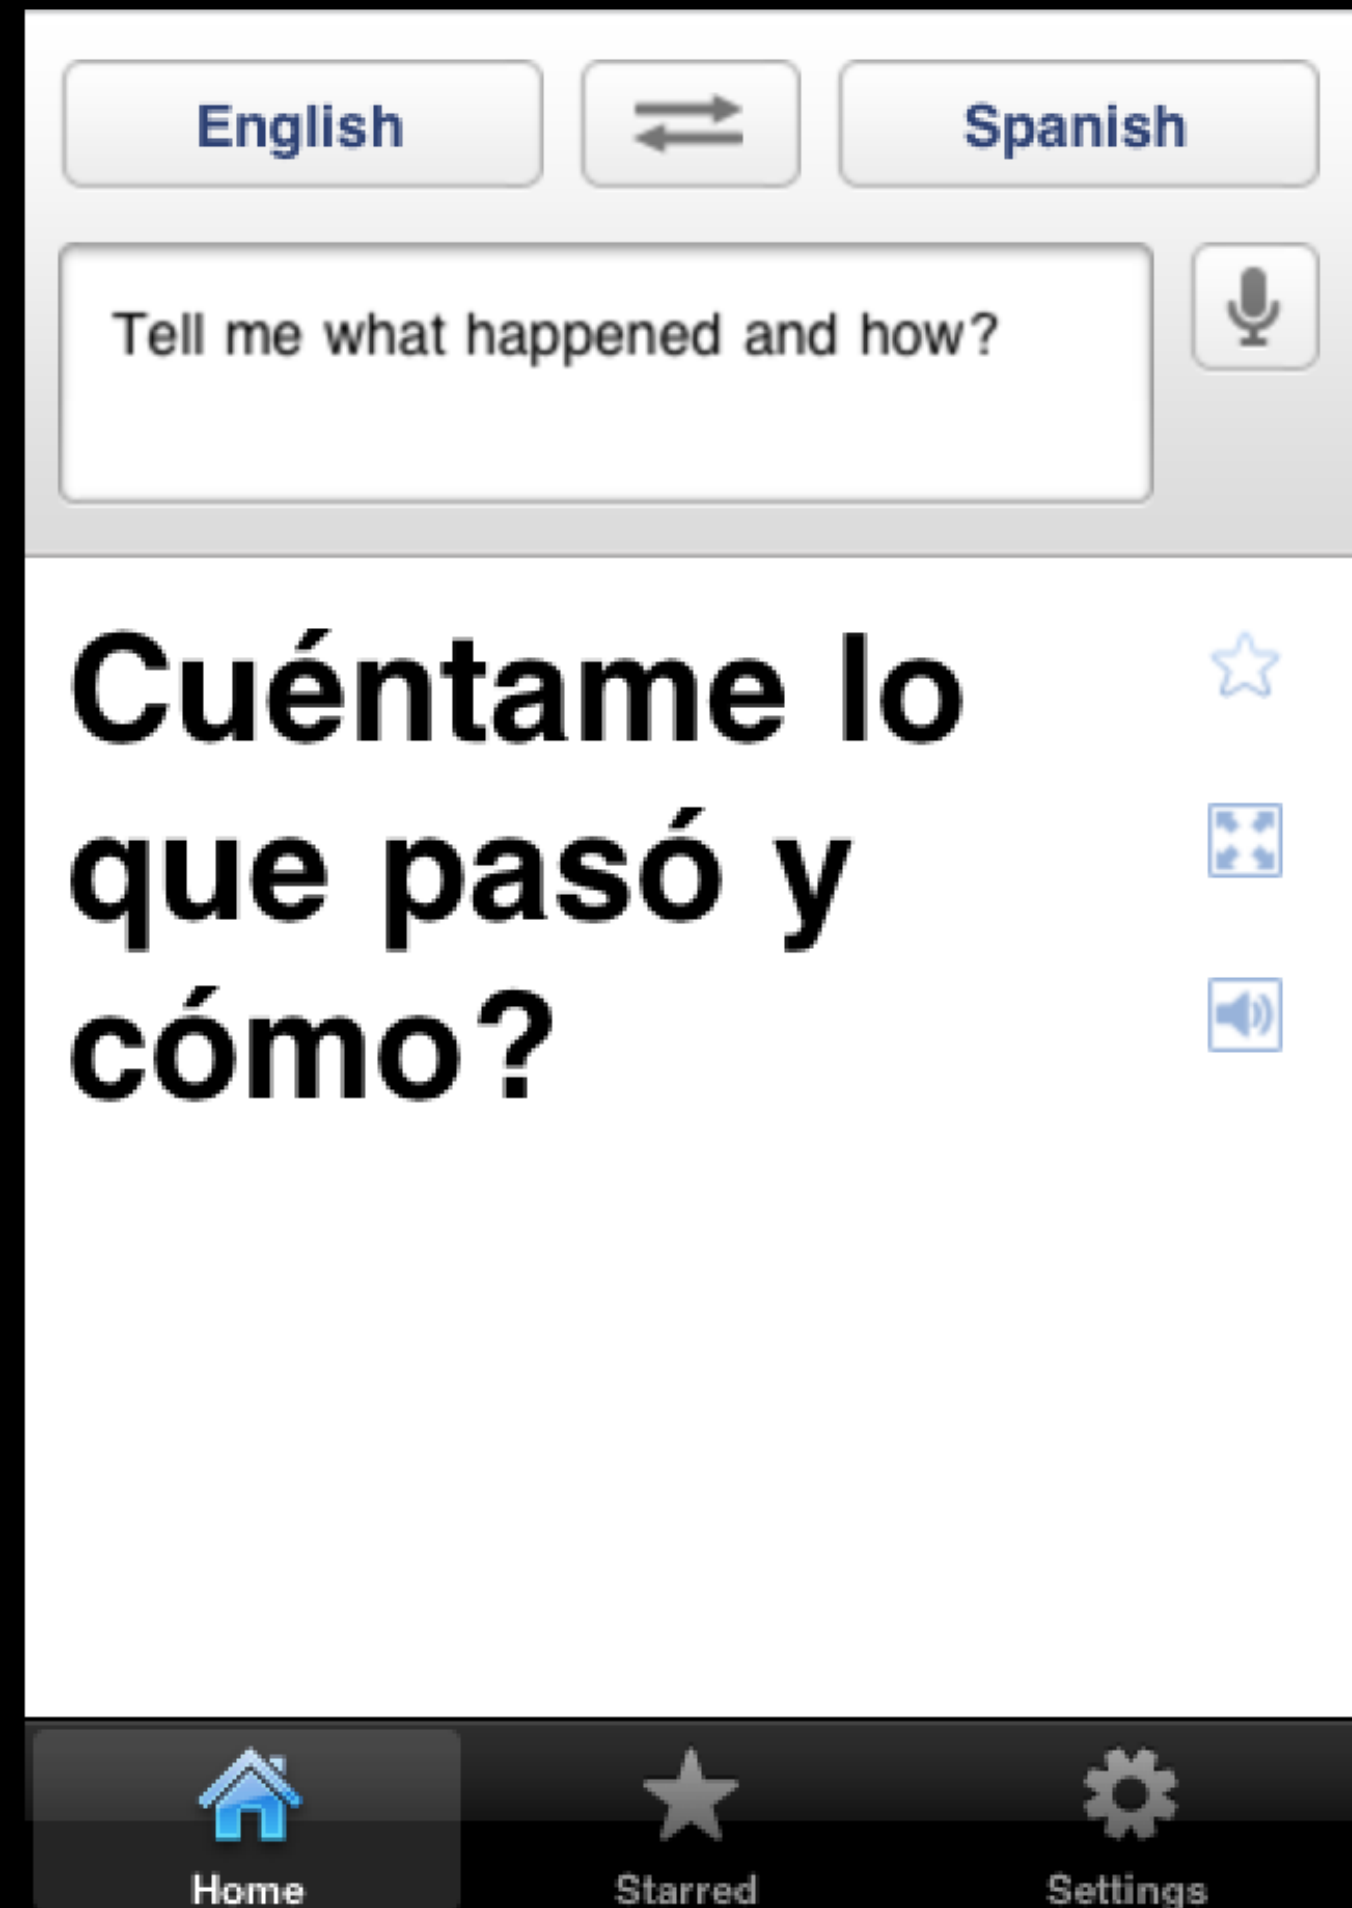 English Spanish
Tell me what happened and how?
Cuéntame lo
que pasó y
cómo?
Home Starred Settings